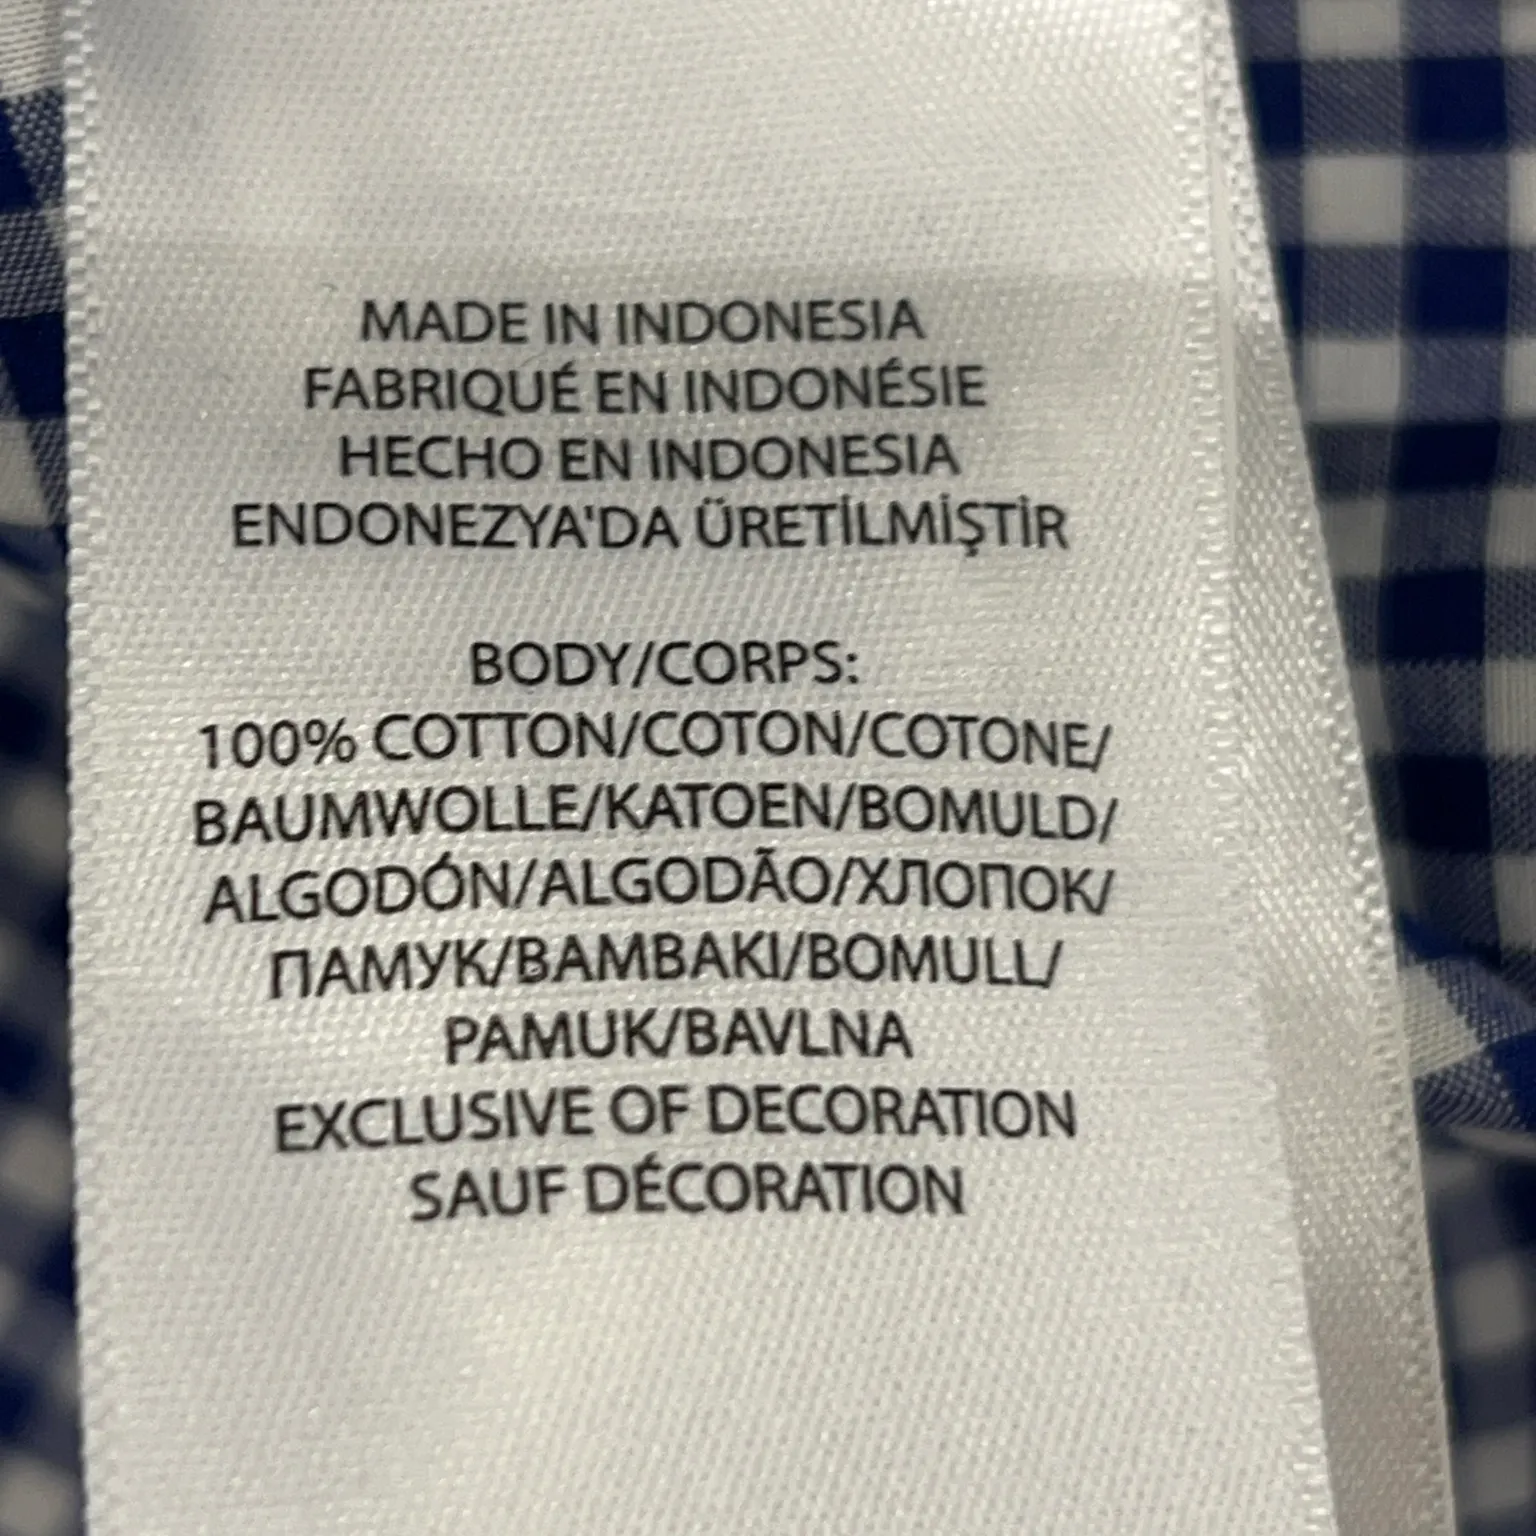 MADE IN INDONESIA
FABRIQUÉ EN INDONÉSIE
HECHO EN INDONESIA
ENDONEZYA'DA ÜRETİLMİŞTİR
BODY/CORPS:
100% COTTON/COTON/COTONE/
BAUMWOLLE/KATOEN/BOMULD/
ALGODÓN/ALGODÃO/ХЛОПОК/
ПАМУК/BAMBAKI/BOMULL/
PAMUK/BAVLNA
EXCLUSIVE OF DECORATION
SAUF DÉCORATION